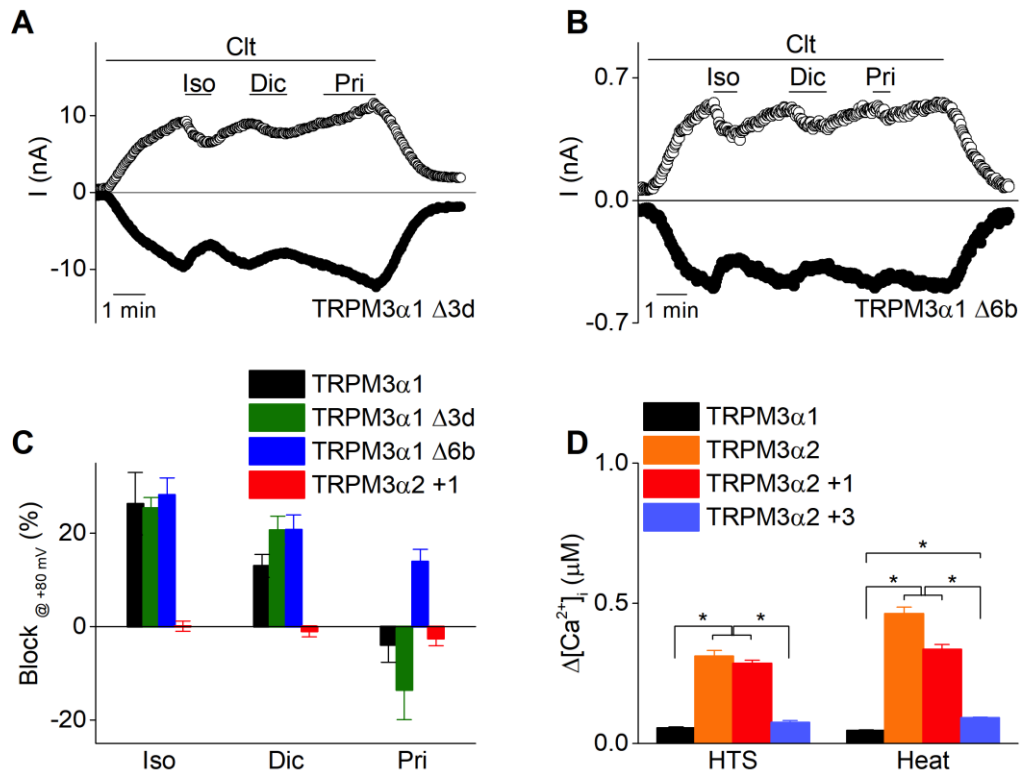 A
Clt
Iso Dic Pri
10
0
-10
I (nA)
1 min
TRPM3α1 Δ3d
B
Clt
Iso Dic Pri
0.7
0.0
-0.7
I (nA)
1 min
TRPM3α1 Δ6b
C
TRPM3α1
TRPM3α1 Δ3d
TRPM3α1 Δ6b
TRPM3α2 +1
20
0
-20
Block @ +80 mV (%)
Iso Dic Pri
D
TRPM3α1
TRPM3α2
TRPM3α2 +1
TRPM3α2 +3
1.0
0.5
0.0
Δ[Ca²⁺]ᵢ (μM)
* *
* * *
HTS Heat